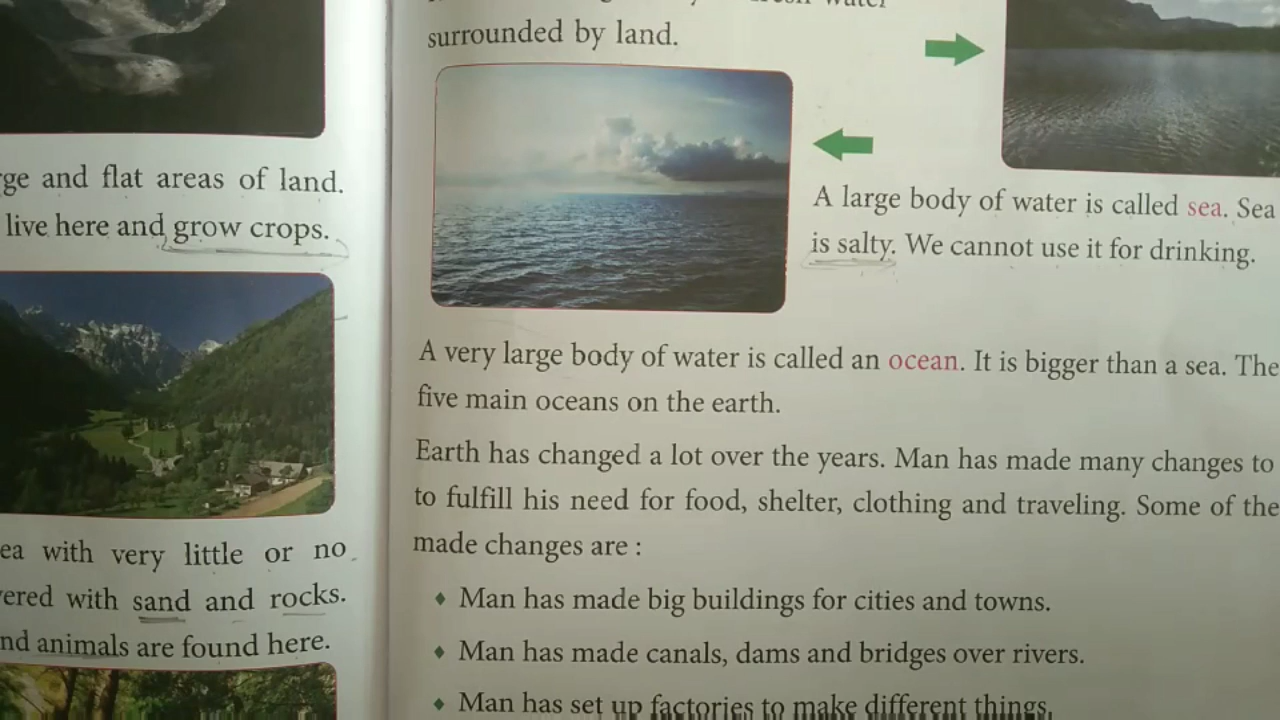 rge and flat areas of land.
live here and grow crops.
ea with very little or no
ered with sand and rocks.
nd animals are found here.
water
surrounded by land.
A large body of water is called sea. Sea
is salty. We cannot use it for drinking.
A very large body of water is called an ocean. It is bigger than a sea. The
five main oceans on the earth.
Earth has changed a lot over the years. Man has made many changes to
to fulfill his need for food, shelter, clothing and traveling. Some of the
made changes are :
♦ Man has made big buildings for cities and towns.
♦ Man has made canals, dams and bridges over rivers.
♦ Man has set up factories to make different things.